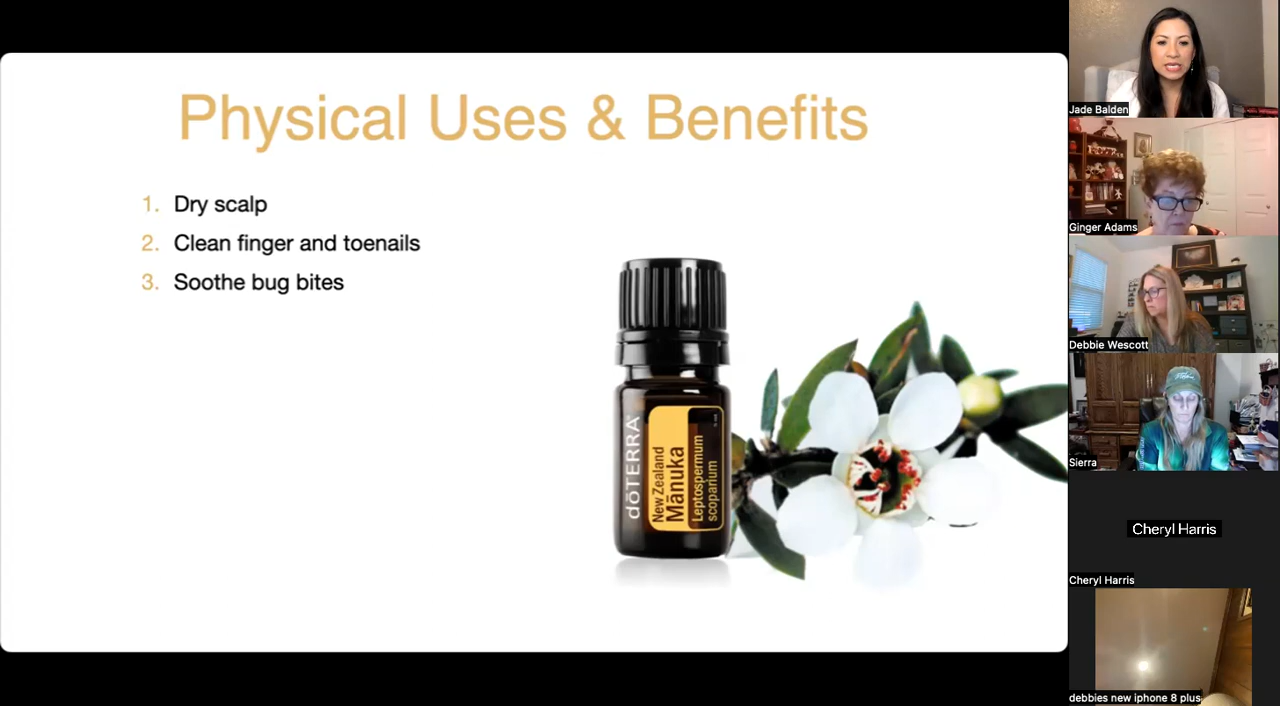 Physical Uses & Benefits
1. Dry scalp
2. Clean finger and toenails
3. Soothe bug bites
dōTERRA
New Zealand
Mānuka
Leptospermum
scoparium
Jade Balden
Ginger Adams
Debbie Wescott
Sierra
Cheryl Harris
Cheryl Harris
debbies new iphone 8 plus